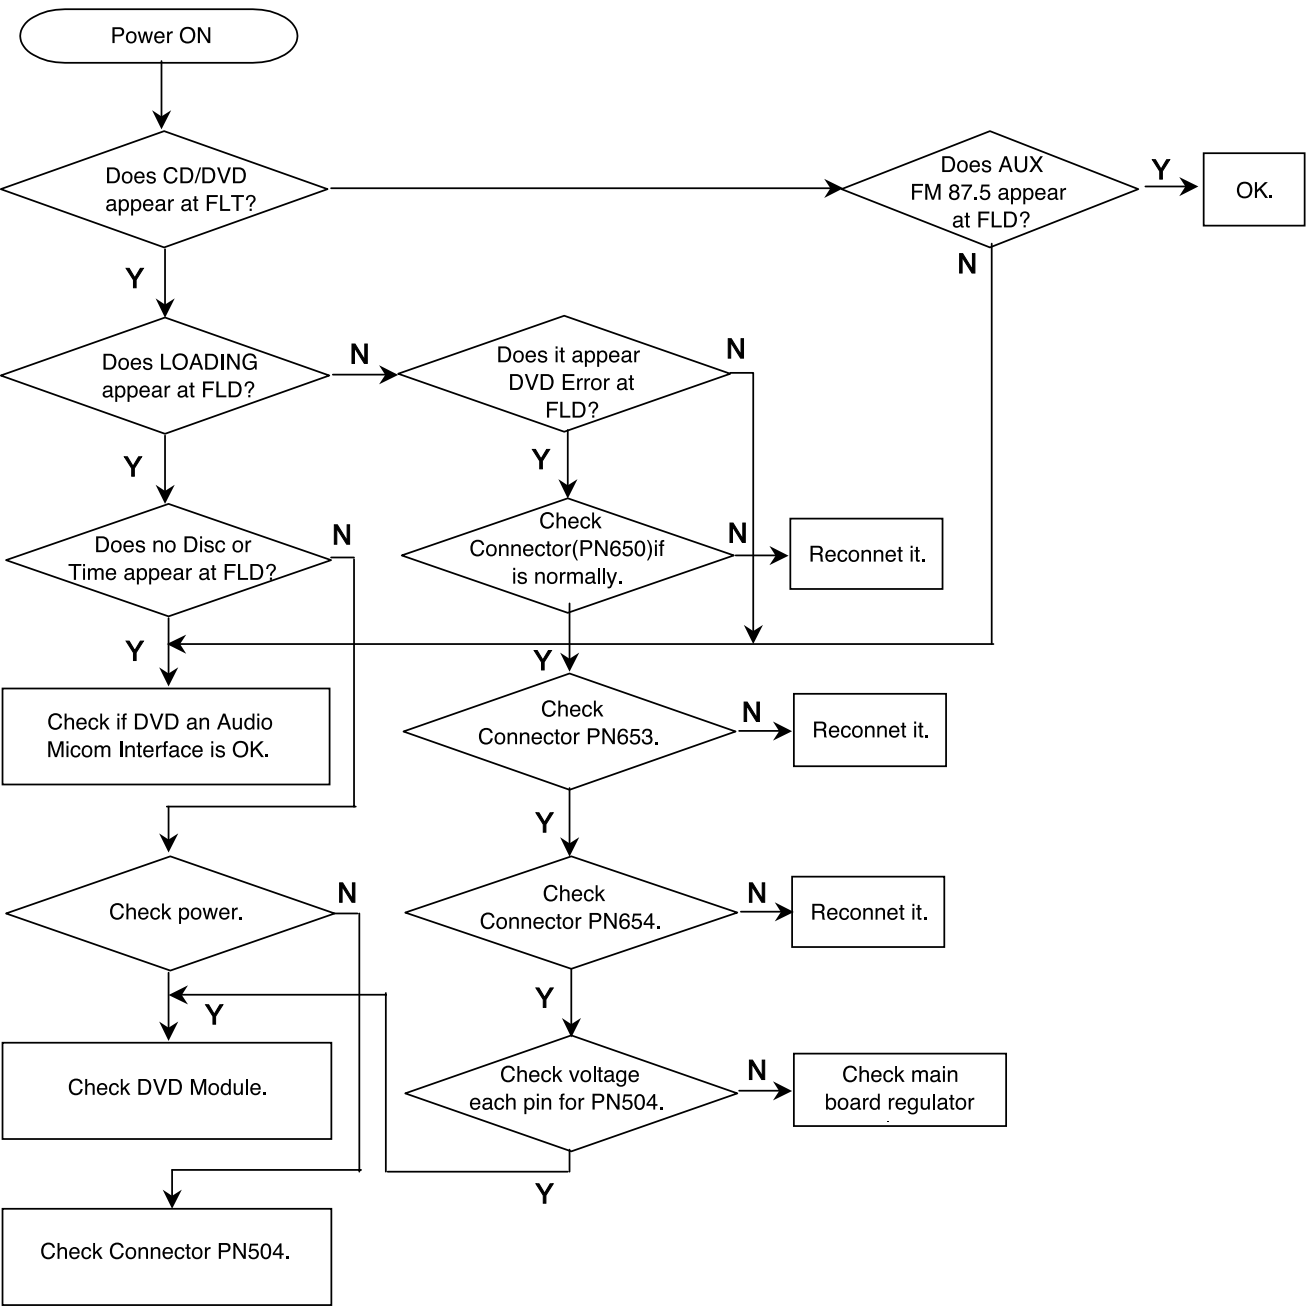 Power ON
Does CD/DVD
appear at FLT?
Does AUX
FM 87.5 appear
at FLD?
Y
OK.
N
Y
Does LOADING
appear at FLD?
N
Does it appear
DVD Error at
FLD?
N
Y
Y
Does no Disc or
Time appear at FLD?
N
Check
Connector(PN650)if
is normally.
N
Reconnet it.
Y
Y
Check if DVD an Audio
Micom Interface is OK.
Check
Connector PN653.
N
Reconnet it.
Y
Check power.
N
Check
Connector PN654.
N
Reconnet it.
Y
Y
Check DVD Module.
Check voltage
each pin for PN504.
N
Check main
board regulator
Y
Check Connector PN504.